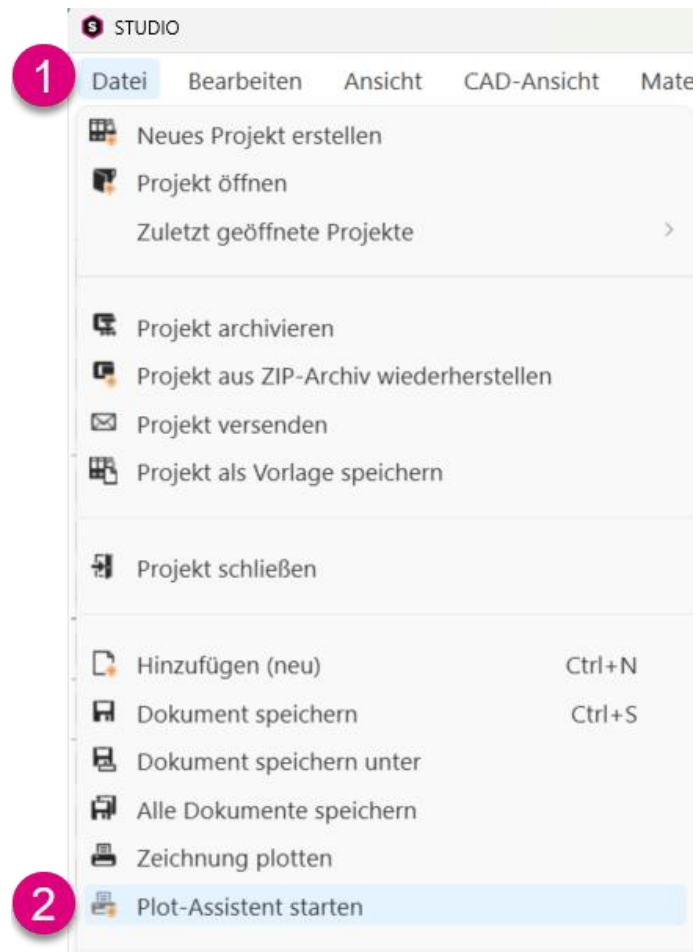 STUDIO
1 Datei Bearbeiten Ansicht CAD-Ansicht Mate
Neues Projekt erstellen
Projekt öffnen
Zuletzt geöffnete Projekte
Projekt archivieren
Projekt aus ZIP-Archiv wiederherstellen
Projekt versenden
Projekt als Vorlage speichern
Projekt schließen
Hinzufügen (neu) Ctrl+N
Dokument speichern Ctrl+S
Dokument speichern unter
Alle Dokumente speichern
Zeichnung plotten
2 Plot-Assistent starten